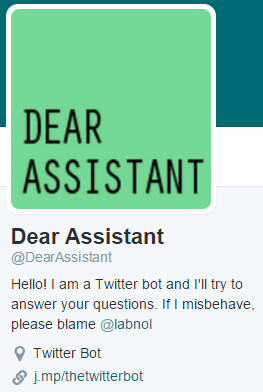 DEAR
ASSISTANT
Dear Assistant
@DearAssistant
Hello! I am a Twitter bot and I'll try to
answer your questions. If I misbehave,
please blame @labnol
Twitter Bot
j.mp/thetwitterbot